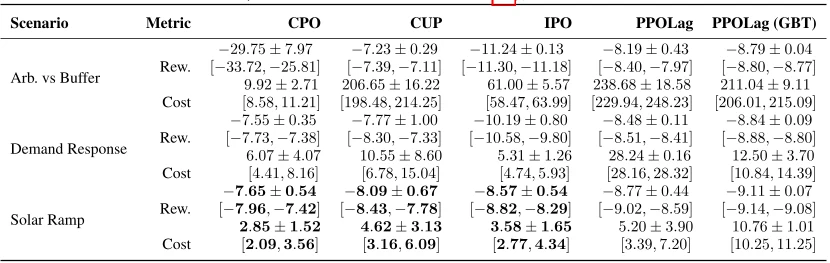 Scenario Metric CPO CUP IPO PPOLag PPOLag (GBT)
−29.75 ± 7.97 −7.23 ± 0.29 −11.24 ± 0.13 −8.19 ± 0.43 −8.79 ± 0.04
Rew. [−33.72, −25.81] [−7.39, −7.11] [−11.30, −11.18] [−8.40, −7.97] [−8.80, −8.77]
Arb. vs Buffer
9.92 ± 2.71 206.65 ± 16.22 61.00 ± 5.57 238.68 ± 18.58 211.04 ± 9.11
Cost [8.58, 11.21] [198.48, 214.25] [58.47, 63.99] [229.94, 248.23] [206.01, 215.09]
−7.55 ± 0.35 −7.77 ± 1.00 −10.19 ± 0.80 −8.48 ± 0.11 −8.84 ± 0.09
Rew. [−7.73, −7.38] [−8.30, −7.33] [−10.58, −9.80] [−8.51, −8.41] [−8.88, −8.80]
Demand Response
6.07 ± 4.07 10.55 ± 8.60 5.31 ± 1.26 28.24 ± 0.16 12.50 ± 3.70
Cost [4.41, 8.16] [6.78, 15.04] [4.74, 5.93] [28.16, 28.32] [10.84, 14.39]
−7.65 ± 0.54 −8.09 ± 0.67 −8.57 ± 0.54 −8.77 ± 0.44 −9.11 ± 0.07
Rew. [−7.96, −7.42] [−8.43, −7.78] [−8.82, −8.29] [−9.02, −8.59] [−9.14, −9.08]
Solar Ramp
2.85 ± 1.52 4.62 ± 3.13 3.58 ± 1.65 5.20 ± 3.90 10.76 ± 1.01
Cost [2.09, 3.56] [3.16, 6.09] [2.77, 4.34] [3.39, 7.20] [10.25, 11.25]